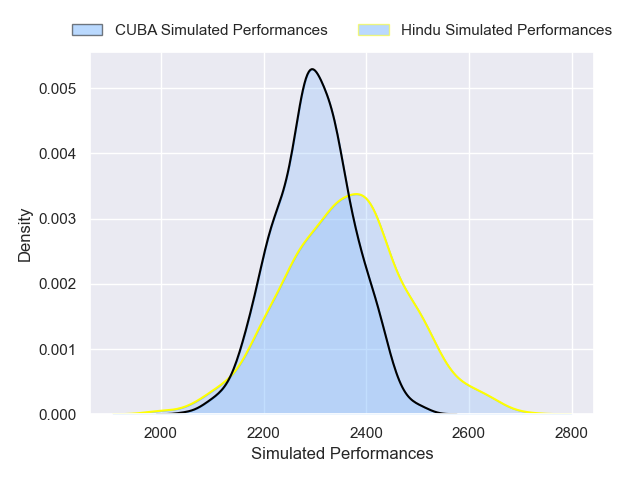 CUBA Simulated Performances
Hindu Simulated Performances
0.005
0.004
0.003
0.002
0.001
0.000
Density
2000 2200 2400 2600 2800
Simulated Performances